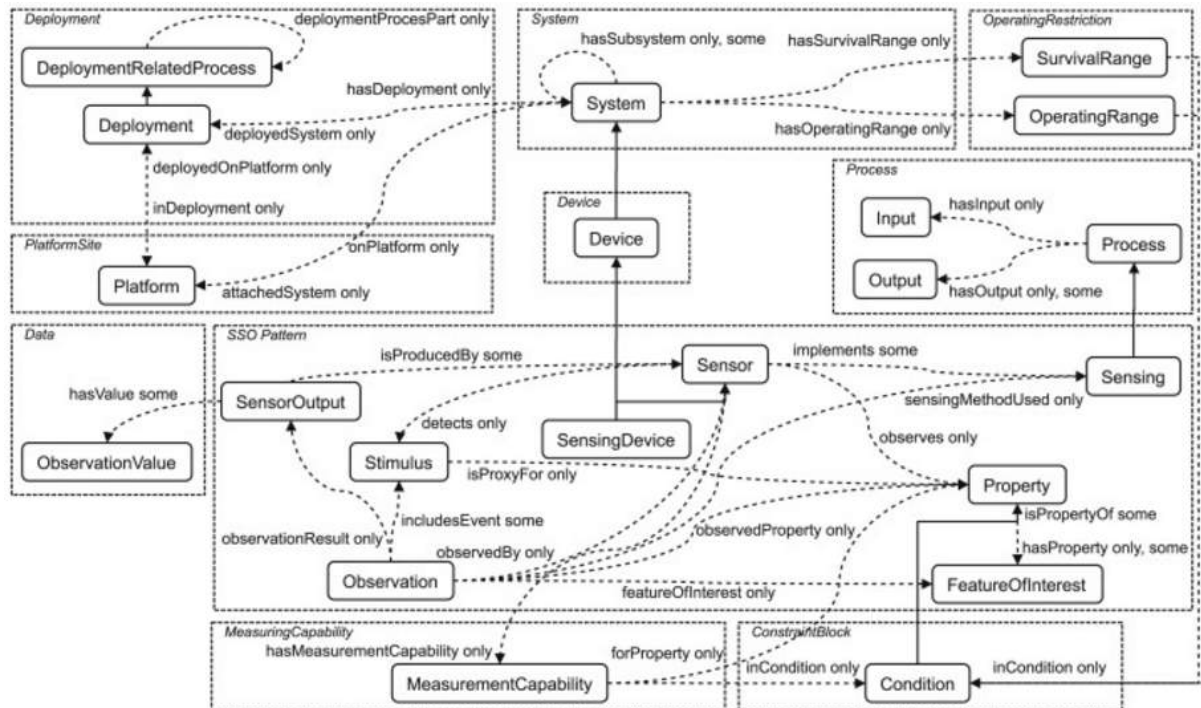 Deployment
deploymentProcesPart only
DeploymentRelatedProcess
hasDeployment only
Deployment
deployedSystem only
deployedOnPlatform only
inDeployment only
System
hasSubsystem only, some
hasSurvivalRange only
System
hasOperatingRange only
OperatingRestriction
SurvivalRange
OperatingRange
PlatformSite
onPlatform only
Platform
attachedSystem only
Device
Device
Process
hasInput only
Input
Process
Output
hasOutput only, some
Data
hasValue some
ObservationValue
SSO Pattern
isProducedBy some
Sensor
implements some
SensorOutput
Sensing
sensingMethodUsed only
detects only
SensingDevice
observes only
Stimulus
isProxyFor only
Property
isPropertyOf some
includesEvent some
observedProperty only
observationResult only
observedBy only
hasProperty only, some
Observation
featureOfInterest only
FeatureOfInterest
MeasuringCapability
hasMeasurementCapability only
forProperty only
MeasurementCapability
ConstraintBlock
inCondition only
inCondition only
Condition